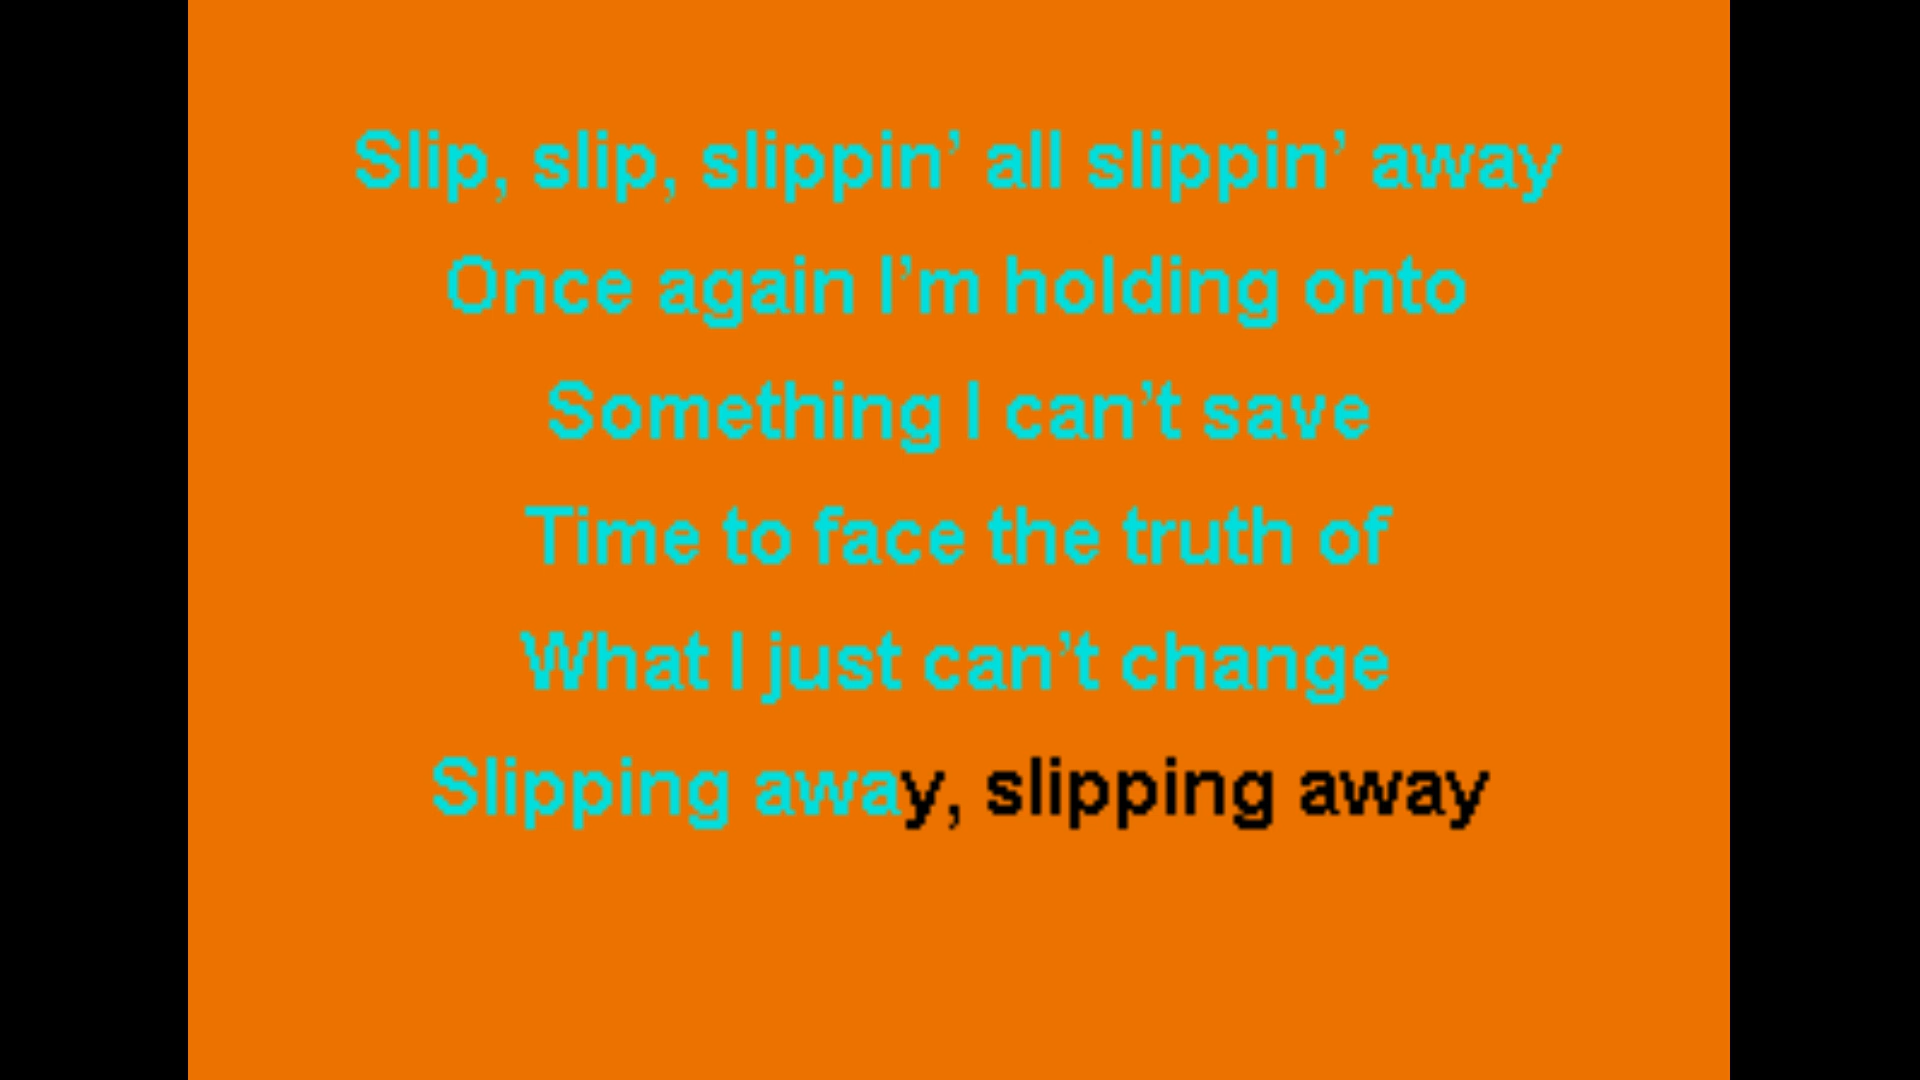 Slip, slip, slippin’ all slippin’ away
Once again I’m holding onto
Something I can’t save
Time to face the truth of
What I just can’t change
Slipping away, slipping away